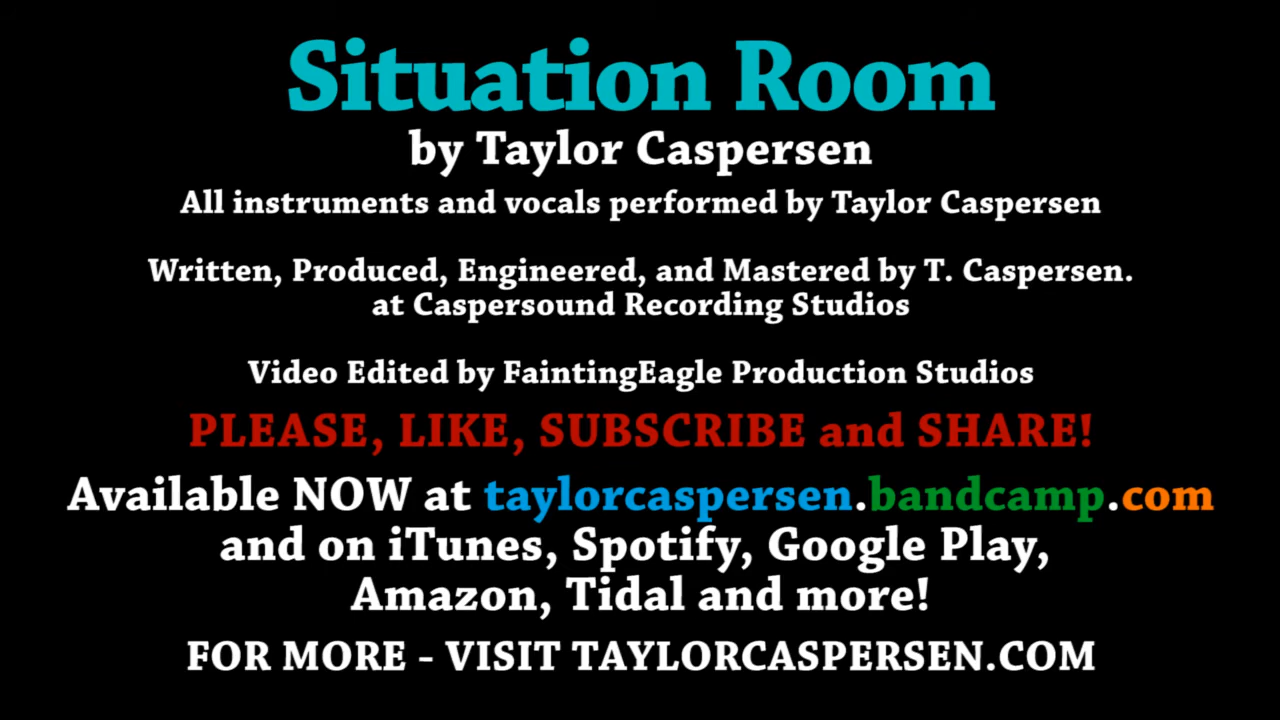 Situation Room
by Taylor Caspersen
All instruments and vocals performed by Taylor Caspersen
Written, Produced, Engineered, and Mastered by T. Caspersen.
at Caspersound Recording Studios
Video Edited by FaintingEagle Production Studios
PLEASE, LIKE, SUBSCRIBE and SHARE!
Available NOW at taylorcaspersen.bandcamp.com
and on iTunes, Spotify, Google Play,
Amazon, Tidal and more!
FOR MORE - VISIT TAYLORCASPERSEN.COM